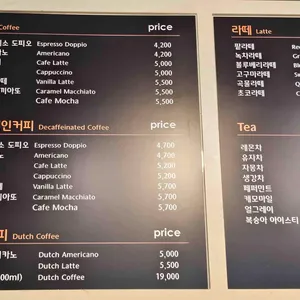 Coffee price
도피오 Espresso Doppio 4,200
Americano 4,200
Cafe Latte 5,000
Cappuccino 5,000
Vanilla Latte 5,500
Caramel Macchiato 5,500
Cafe Mocha 5,500
인커피 Decaffeinated Coffee price
도피오 Espresso Doppio 4,700
Americano 4,700
Cafe Latte 5,200
Cappuccino 5,200
Vanilla Latte 5,700
Caramel Macchiato 5,700
Cafe Mocha 5,700
피 Dutch Coffee price
Dutch Americano 5,000
Dutch Latte 5,500
Dutch Coffee 19,000
라떼 Latte
팥라떼
녹차라떼
블루베리라떼
고구마라떼
곡물라떼
초코라떼
Tea
레몬차
유자차
자몽차
생강차
페퍼민트
캐모마일
얼그레이
복숭아 아이스티